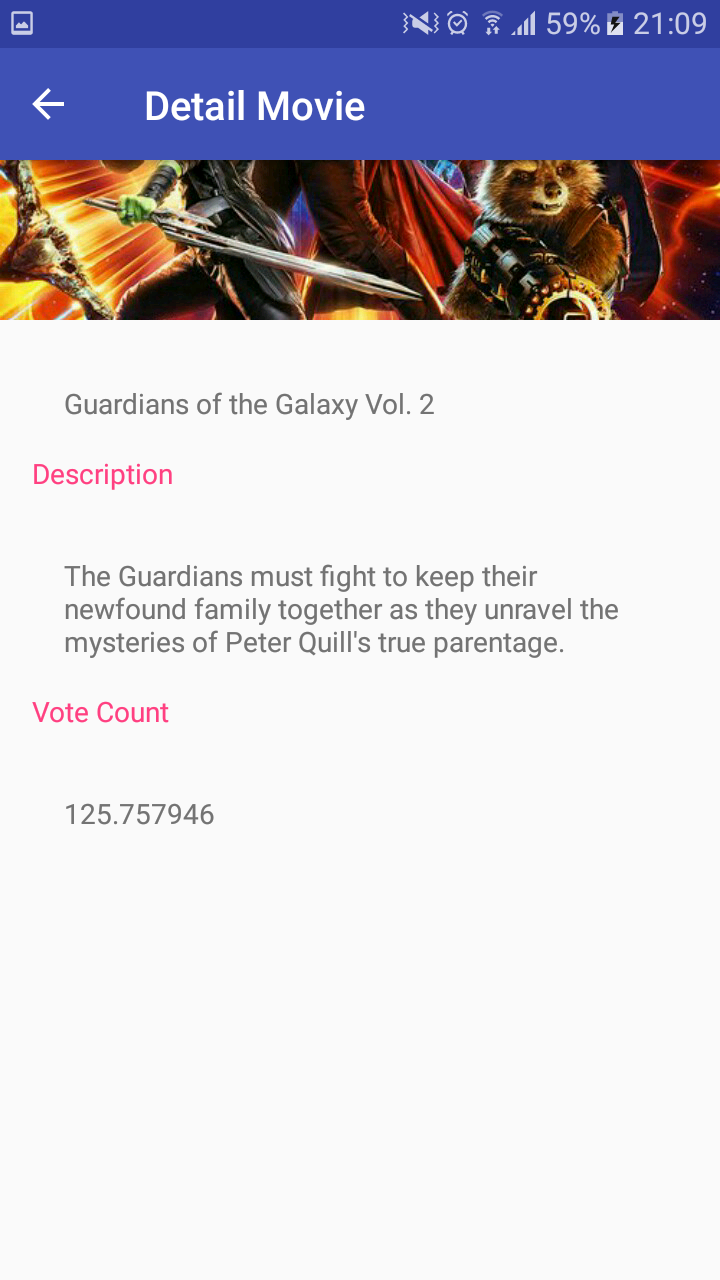 59% 21:09
Detail Movie
Guardians of the Galaxy Vol. 2
Description
The Guardians must fight to keep their
newfound family together as they unravel the
mysteries of Peter Quill's true parentage.
Vote Count
125.757946